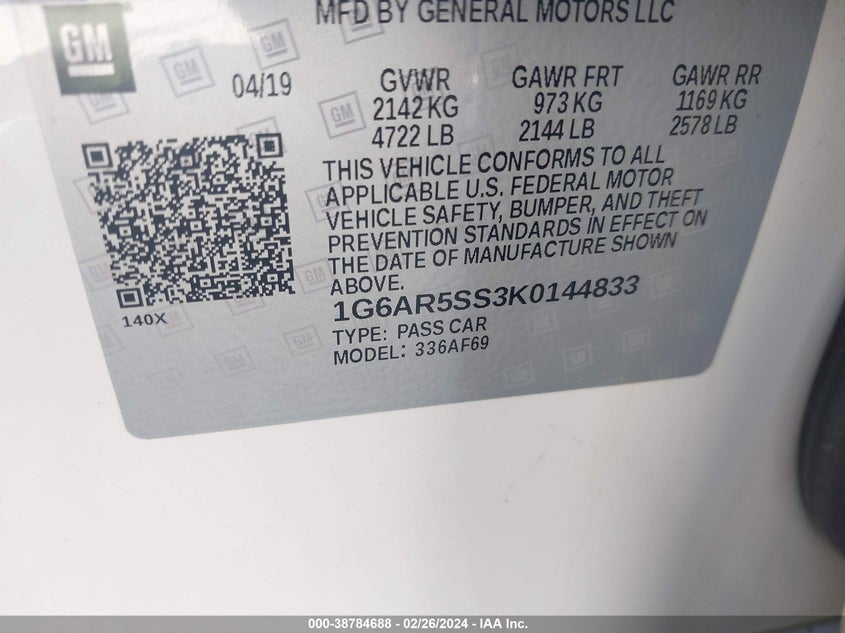 MFD BY GENERAL MOTORS LLC
GM
04/19
GVWR
2142 KG
4722 LB
GAWR FRT
973 KG
2144 LB
GAWR RR
1169 KG
2578 LB
THIS VEHICLE CONFORMS TO ALL
APPLICABLE U.S. FEDERAL MOTOR
VEHICLE SAFETY, BUMPER, AND THEFT
PREVENTION STANDARDS IN EFFECT ON
THE DATE OF MANUFACTURE SHOWN
ABOVE.
140X
1G6AR5SS3K0144833
TYPE: PASS CAR
MODEL: 336AF69
000-38784688 - 02/26/2024 - IAA Inc.